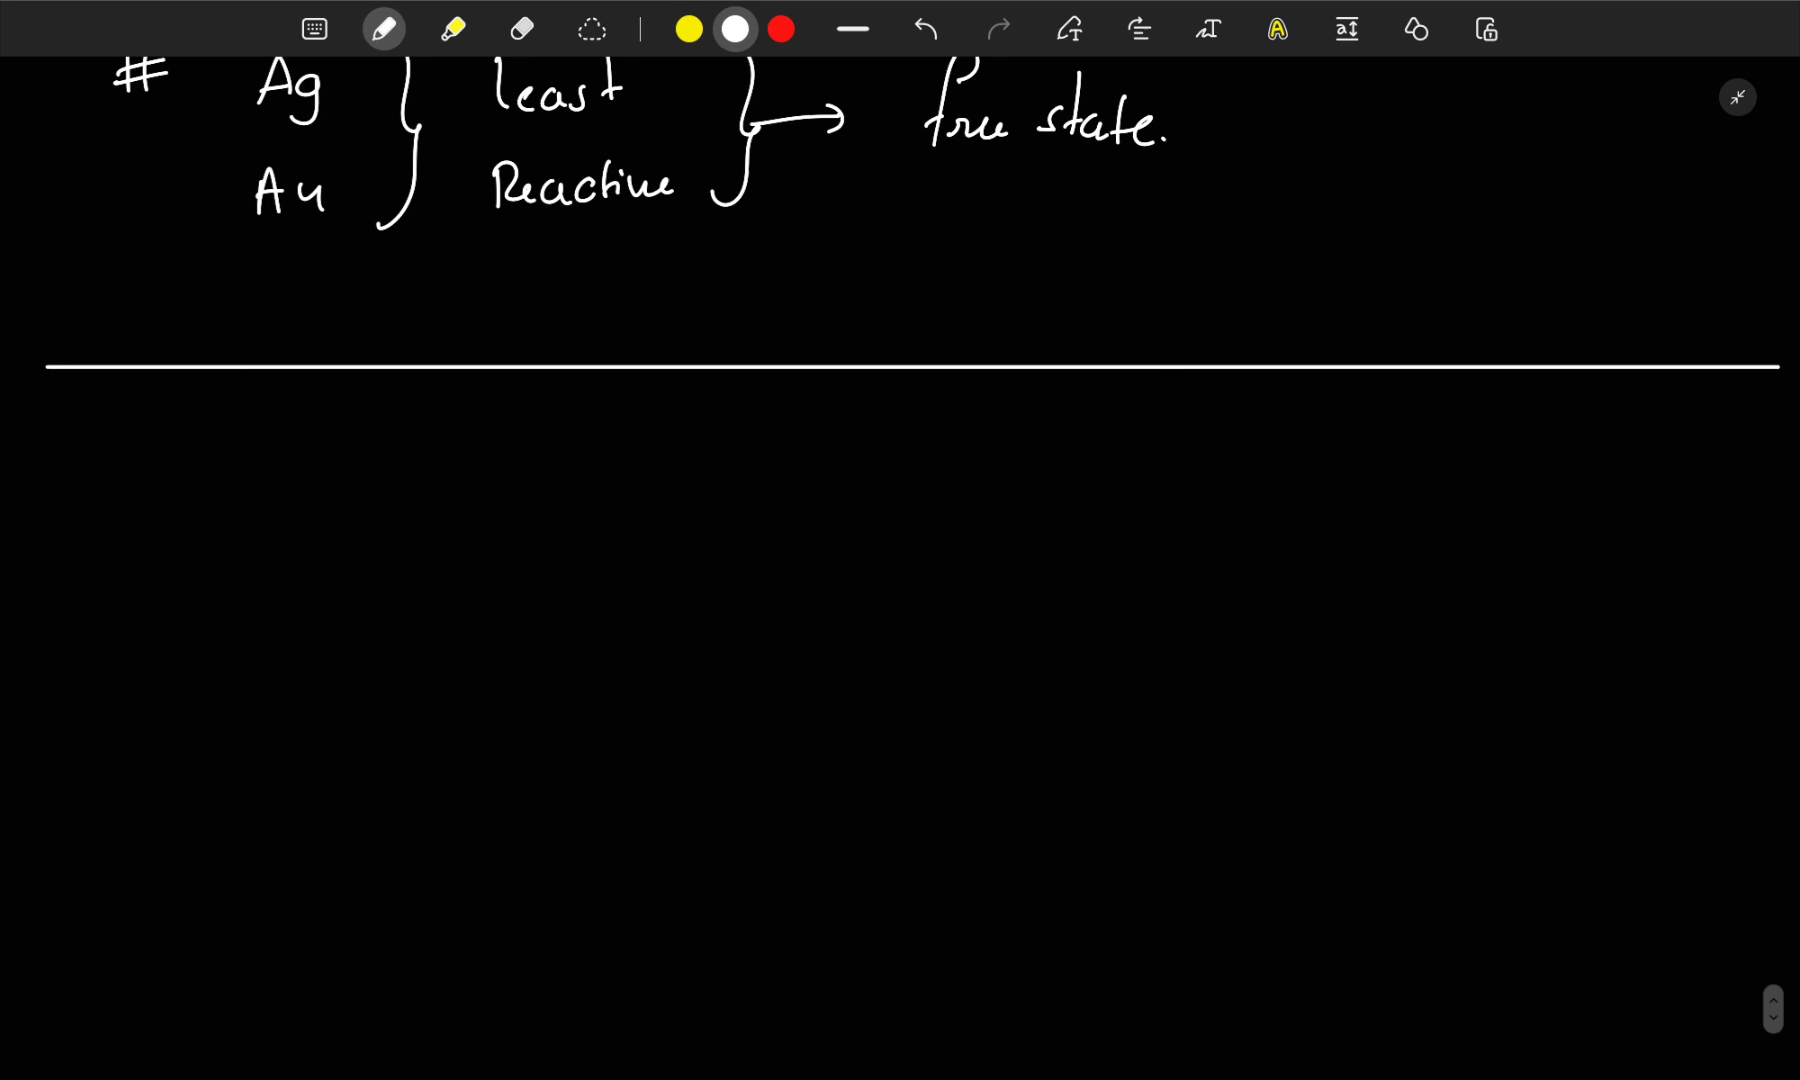 # Ag } least } → free state.
Au Reactive